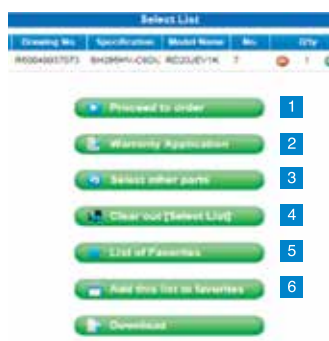 Select List
Drawing No. Specification Model Name No. Q'ty
7 1
Proceed to order 1
Warranty Application 2
Select other parts 3
Clear out [Select List] 4
List of Favorites 5
Add this list to favorites 6
Download